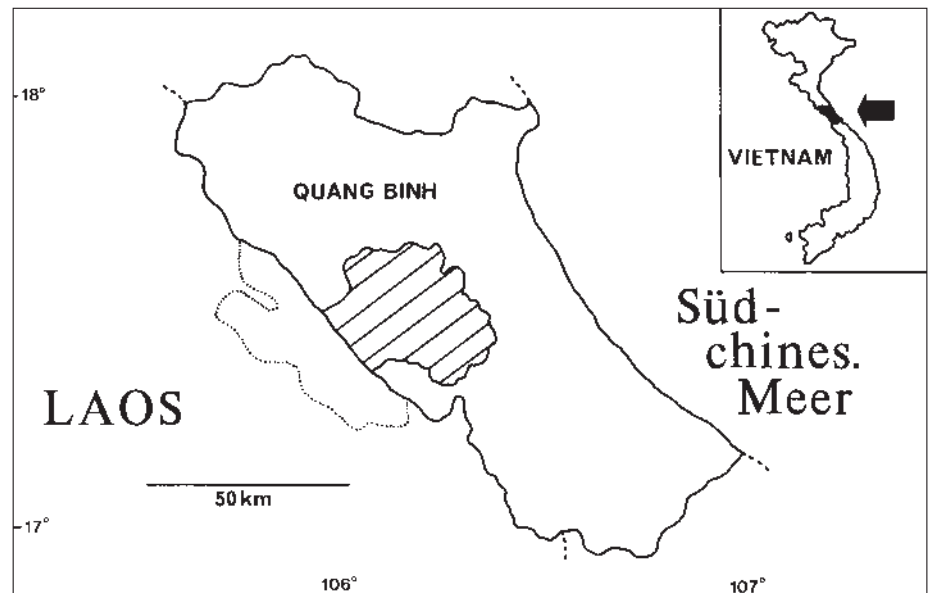 18°
QUANG BINH
VIETNAM
Süd-
chines.
Meer
LAOS
50 km
17°
106°
107°